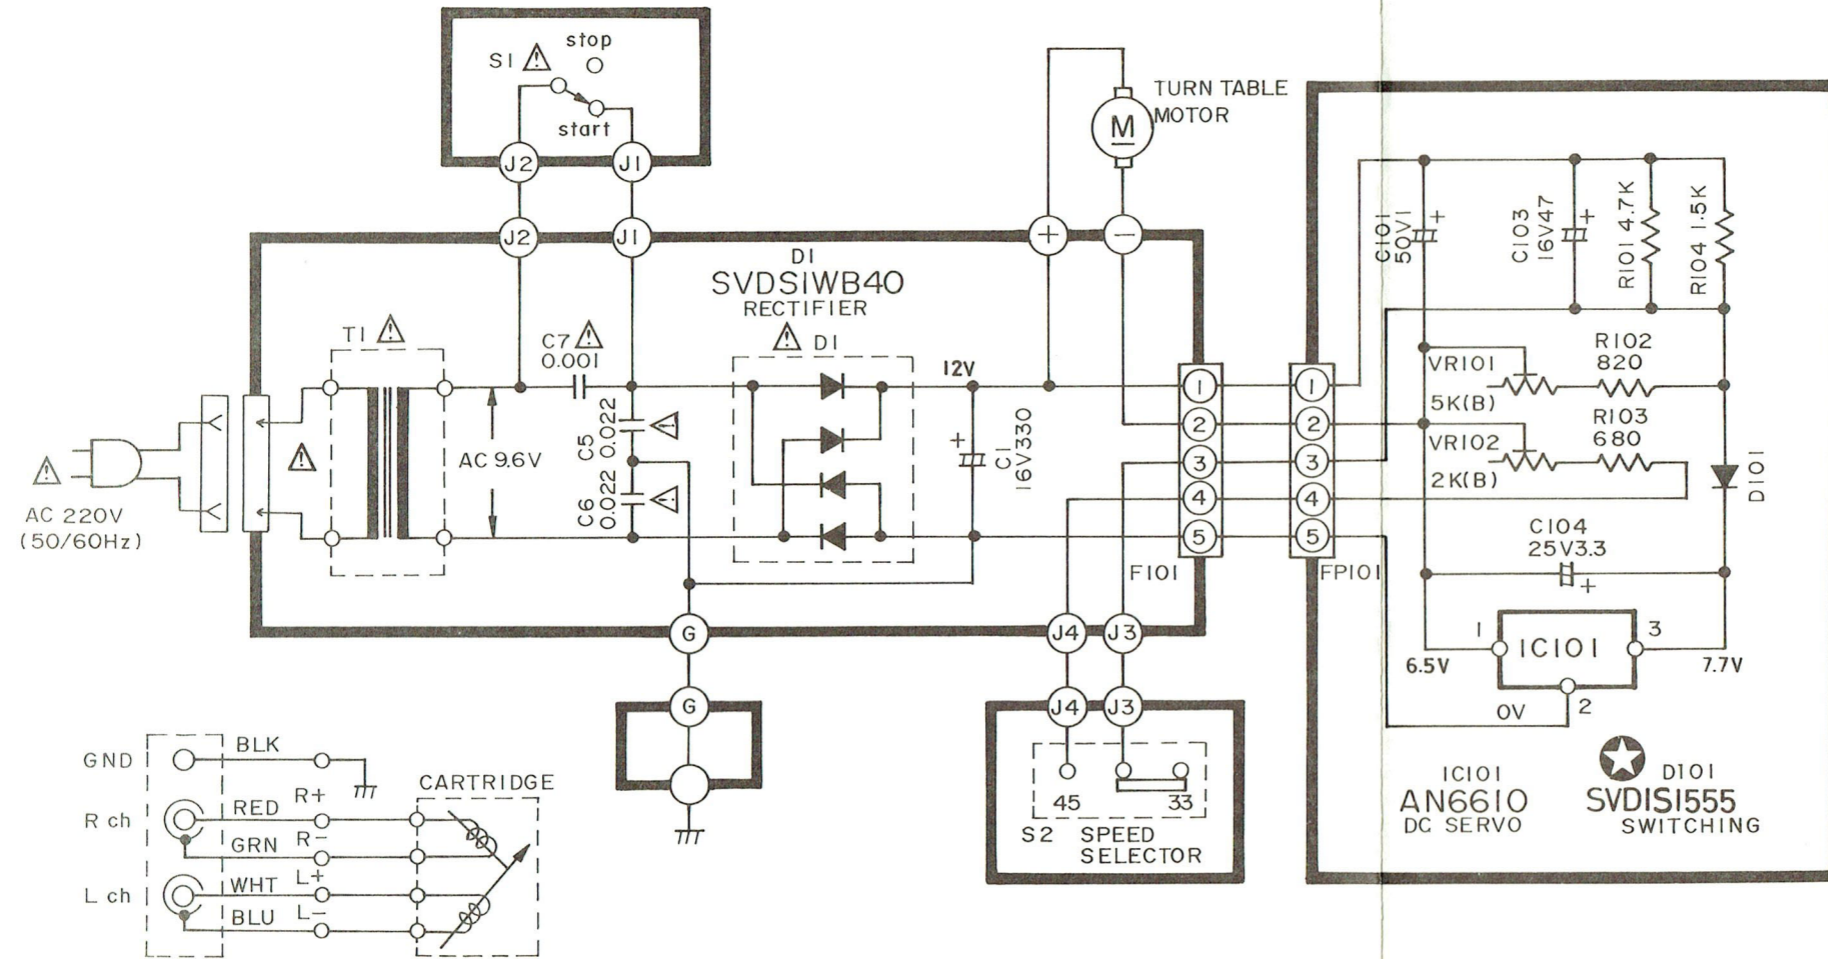 stop
S1
start
J2
J1
J2
J1
+
−
M
TURN TABLE
MOTOR
D1
SVDS1WB40
RECTIFIER
D1
T1
C7
0.001
12V
AC 9.6V
C5
0.022
C6
0.022
+
C1
16V330
1
2
3
4
5
F101
1
2
3
4
5
FP101
AC 220V
(50/60Hz)
C101
50V1
+
C103
16V47
+
R101 4.7K
R104 1.5K
VR101
5K(B)
R102
820
VR102
2K(B)
R103
680
D101
C104
25V3.3
+
1
IC101
3
6.5V
7.7V
0V
2
G
J4
J3
G
J4
J3
45
33
S2
SPEED
SELECTOR
IC101
AN6610
DC SERVO
D101
SVD1S1555
SWITCHING
GND
BLK
R ch
RED
R+
GRN
R−
L ch
WHT
L+
BLU
L−
CARTRIDGE